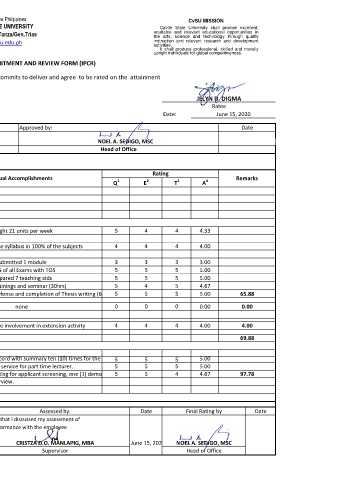 s Philippines
CvSU MISSION
E UNIVERSITY
Cavite State University shall provide excellent,
equitable and relevant educational opportunities in
the arts, science and technology through quality
instruction and relevant research and development
activities.
It shall produce professional, skilled and morally
upright individuals for global competitiveness.
Tanza/Gen.Trias
u.edu.ph
MITMENT AND REVIEW FORM (IPCR)
commits to deliver and agree to be rated on the attainment
JULYN D. DIGMA
Ratee
Date: June 15, 2020
Approved by: Date
NOEL A. SEDIGO, MSC
Head of Office
ual Accomplishments Rating Remarks
Q1 E2 T3 A4
ght 21 units per week 5 4 4 4.33
e syllabus in 100% of the subjects 4 4 4 4.00
ubmitted 1 module 3 3 3 3.00
% of all Exams with TOS 5 5 5 5.00
pared 7 teaching aids 5 5 5 5.00
ainings and seminar (30hrs) 5 4 5 4.67
efense and completion of Thesis writing (6 5 5 5 5.00 65.88
none 0 0 0 0.00 0.00
e involvement in extension activity 4 4 4 4.00 4.00
69.88
cord with summary ten (10) times for the 5 5 5 5.00
service for part time lecturer. 5 5 5 5.00
ing for applicant screening, one (1) demo 5 5 4 4.67 97.78
rview.
Assessed by: Date Final Rating by Date
that I discussed my assessment of
formance with the employee
CRISTZA D.O. MANLAPIG, MBA June 15, 202 NOEL A. SEDIGO, MSC
Supervisor Head of Office